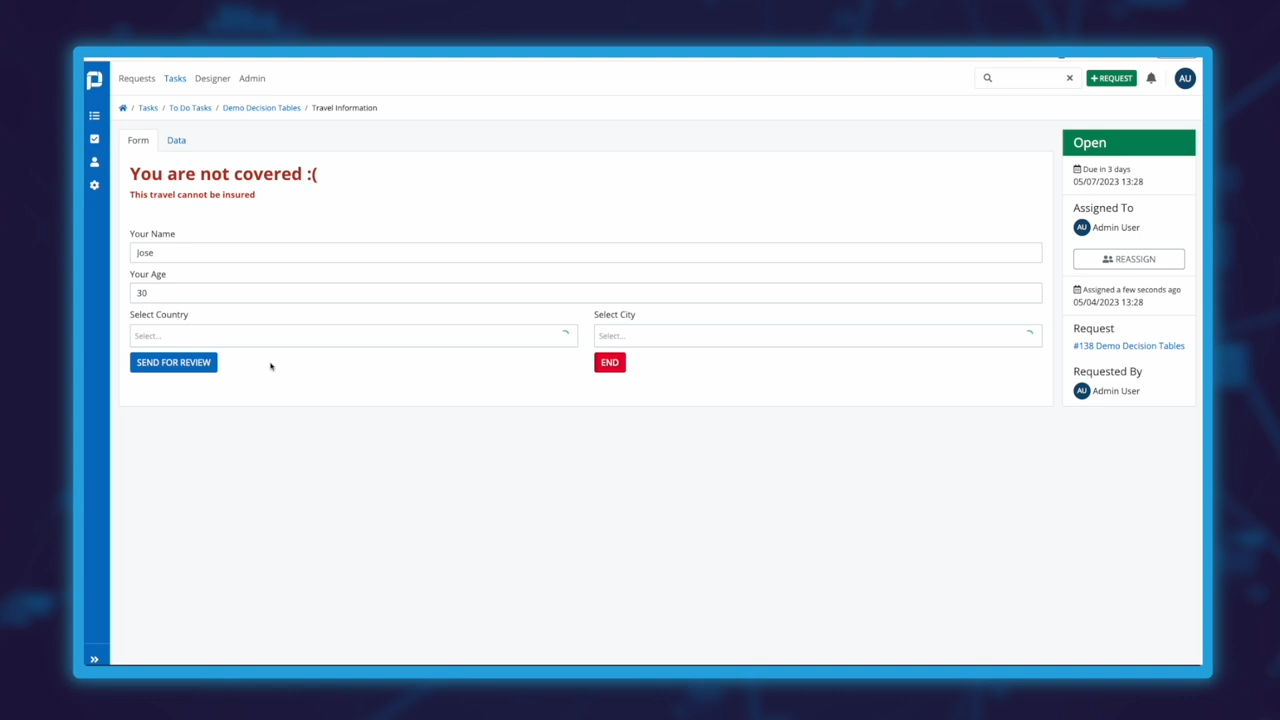 Requests Tasks Designer Admin
+ REQUEST
AU
/ Tasks / To Do Tasks / Demo Decision Tables / Travel Information
Form Data
You are not covered :(
This travel cannot be insured
Your Name
Jose
Your Age
30
Select Country Select City
Select... Select...
SEND FOR REVIEW END
Open
Due in 3 days
05/07/2023 13:28
Assigned To
AU Admin User
REASSIGN
Assigned a few seconds ago
05/04/2023 13:28
Request
#138 Demo Decision Tables
Requested By
AU Admin User